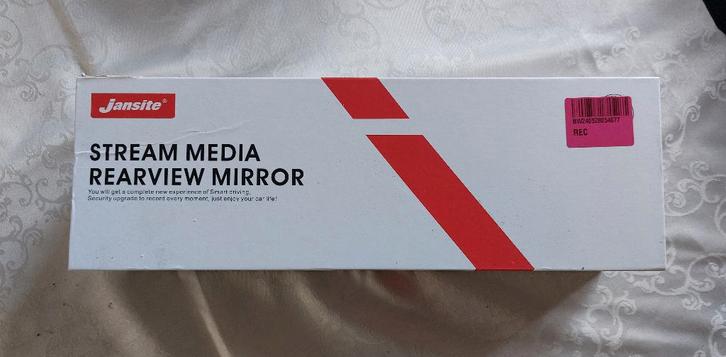 Jansite®
STREAM MEDIA
REARVIEW MIRROR
You will get a complete new experience of Smart driving,
Security upgrade to record every moment, just enjoy your car life!
REC